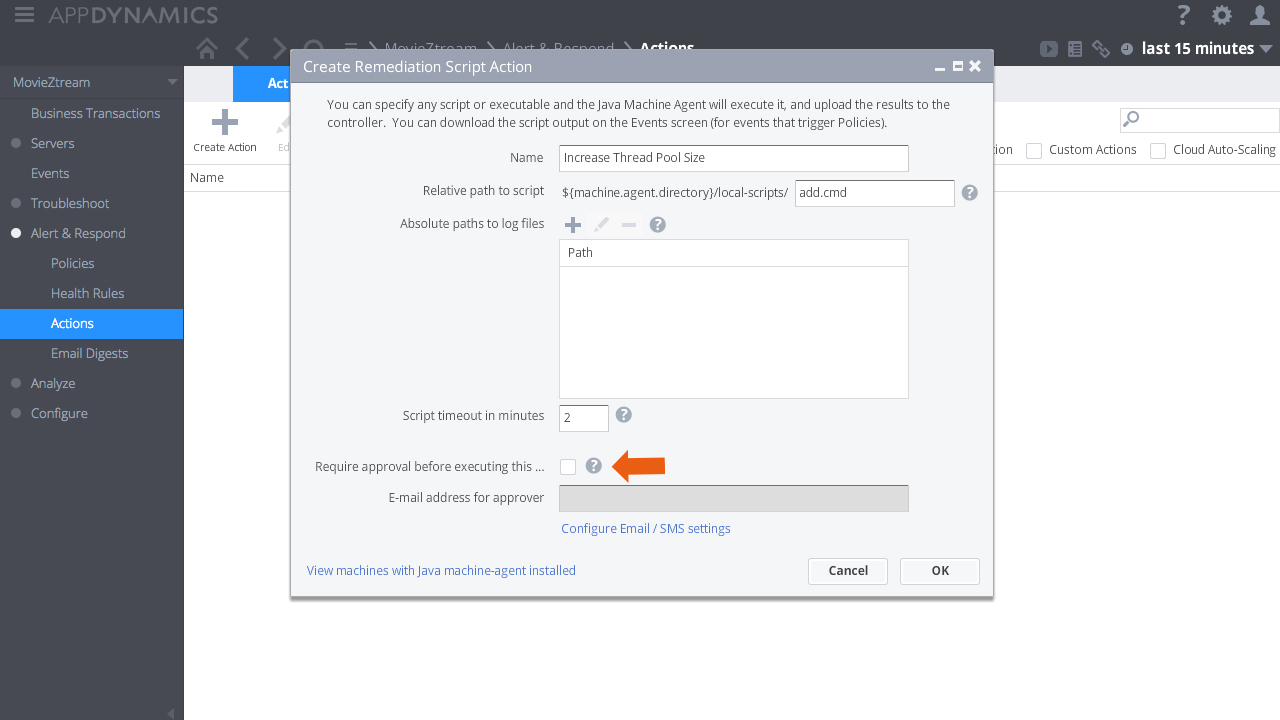 APPDYNAMICS
MovieZtream Alert & Respond Actions
last 15 minutes
MovieZtream
Business Transactions
Servers
Events
Troubleshoot
Alert & Respond
Policies
Health Rules
Actions
Email Digests
Analyze
Configure
Act
Create Action
Ed
Name
Custom Actions
Cloud Auto-Scaling
Create Remediation Script Action
You can specify any script or executable and the Java Machine Agent will execute it, and upload the results to the
controller. You can download the script output on the Events screen (for events that trigger Policies).
Name Increase Thread Pool Size
Relative path to script ${machine.agent.directory}/local-scripts/ add.cmd
Absolute paths to log files
Path
Script timeout in minutes 2
Require approval before executing this ...
E-mail address for approver
Configure Email / SMS settings
View machines with Java machine-agent installed
Cancel
OK